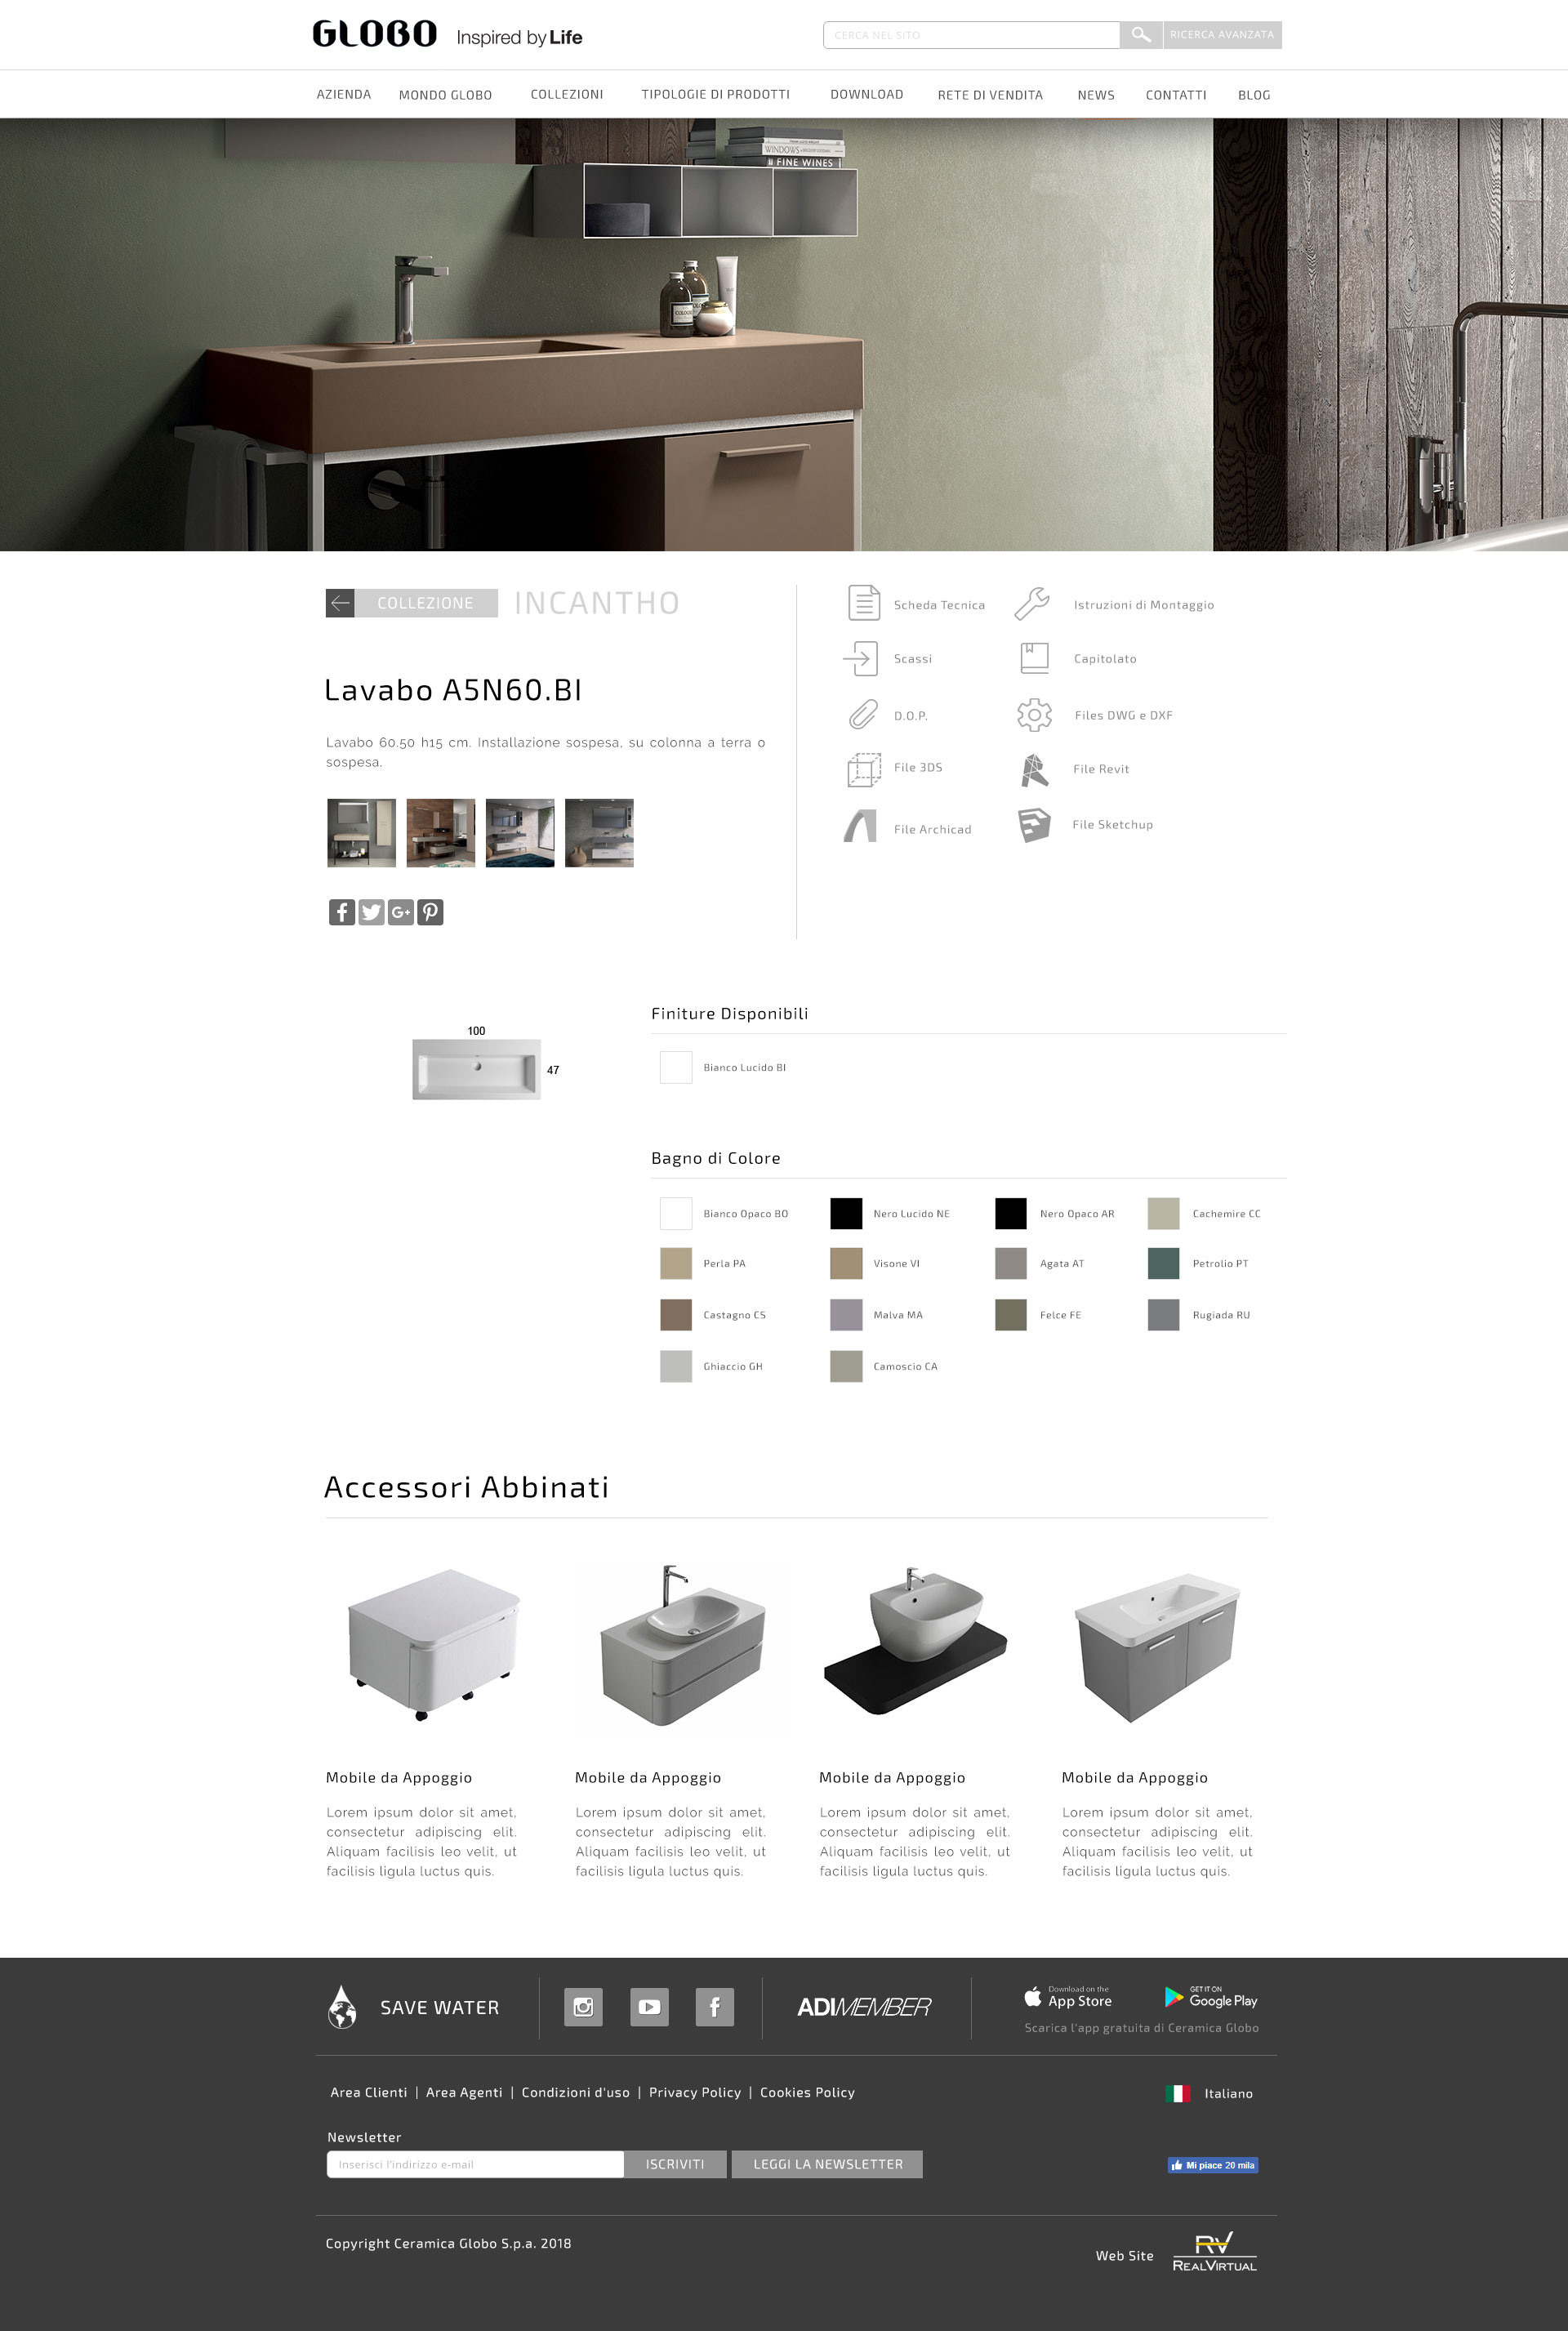 GLOBO Inspired by Life
CERCA NEL SITO
RICERCA AVANZATA
AZIENDA
MONDO GLOBO
COLLEZIONI
TIPOLOGIE DI PRODOTTI
DOWNLOAD
RETE DI VENDITA
NEWS
CONTATTI
BLOG
WINDOWS
FINE WINES
COLLEZIONE
INCANTHO
Lavabo A5N60.BI
Lavabo 60.50 h15 cm. Installazione sospesa, su colonna a terra o
sospesa.
Scheda Tecnica
Istruzioni di Montaggio
Scassi
Capitolato
D.O.P.
Files DWG e DXF
File 3DS
File Revit
File Archicad
File Sketchup
100
47
Finiture Disponibili
Bianco Lucido BI
Bagno di Colore
Bianco Opaco BO
Nero Lucido NE
Nero Opaco AR
Cachemire CC
Perla PA
Visone VI
Agata AT
Petrolio PT
Castagno CS
Malva MA
Felce FE
Rugiada RU
Ghiaccio GH
Camoscio CA
Accessori Abbinati
Mobile da Appoggio
Lorem ipsum dolor sit amet,
consectetur adipiscing elit.
Aliquam facilisis leo velit, ut
facilisis ligula luctus quis.
Mobile da Appoggio
Lorem ipsum dolor sit amet,
consectetur adipiscing elit.
Aliquam facilisis leo velit, ut
facilisis ligula luctus quis.
Mobile da Appoggio
Lorem ipsum dolor sit amet,
consectetur adipiscing elit.
Aliquam facilisis leo velit, ut
facilisis ligula luctus quis.
Mobile da Appoggio
Lorem ipsum dolor sit amet,
consectetur adipiscing elit.
Aliquam facilisis leo velit, ut
facilisis ligula luctus quis.
SAVE WATER
ADIMEMBER
Download on the
App Store
GET IT ON
Google Play
Scarica l'app gratuita di Ceramica Globo
Area Clienti | Area Agenti | Condizioni d'uso | Privacy Policy | Cookies Policy
Italiano
Newsletter
Inserisci l'indirizzo e-mail
ISCRIVITI
LEGGI LA NEWSLETTER
Mi piace 20 mila
Copyright Ceramica Globo S.p.a. 2018
Web Site
RV
REALVIRTUAL